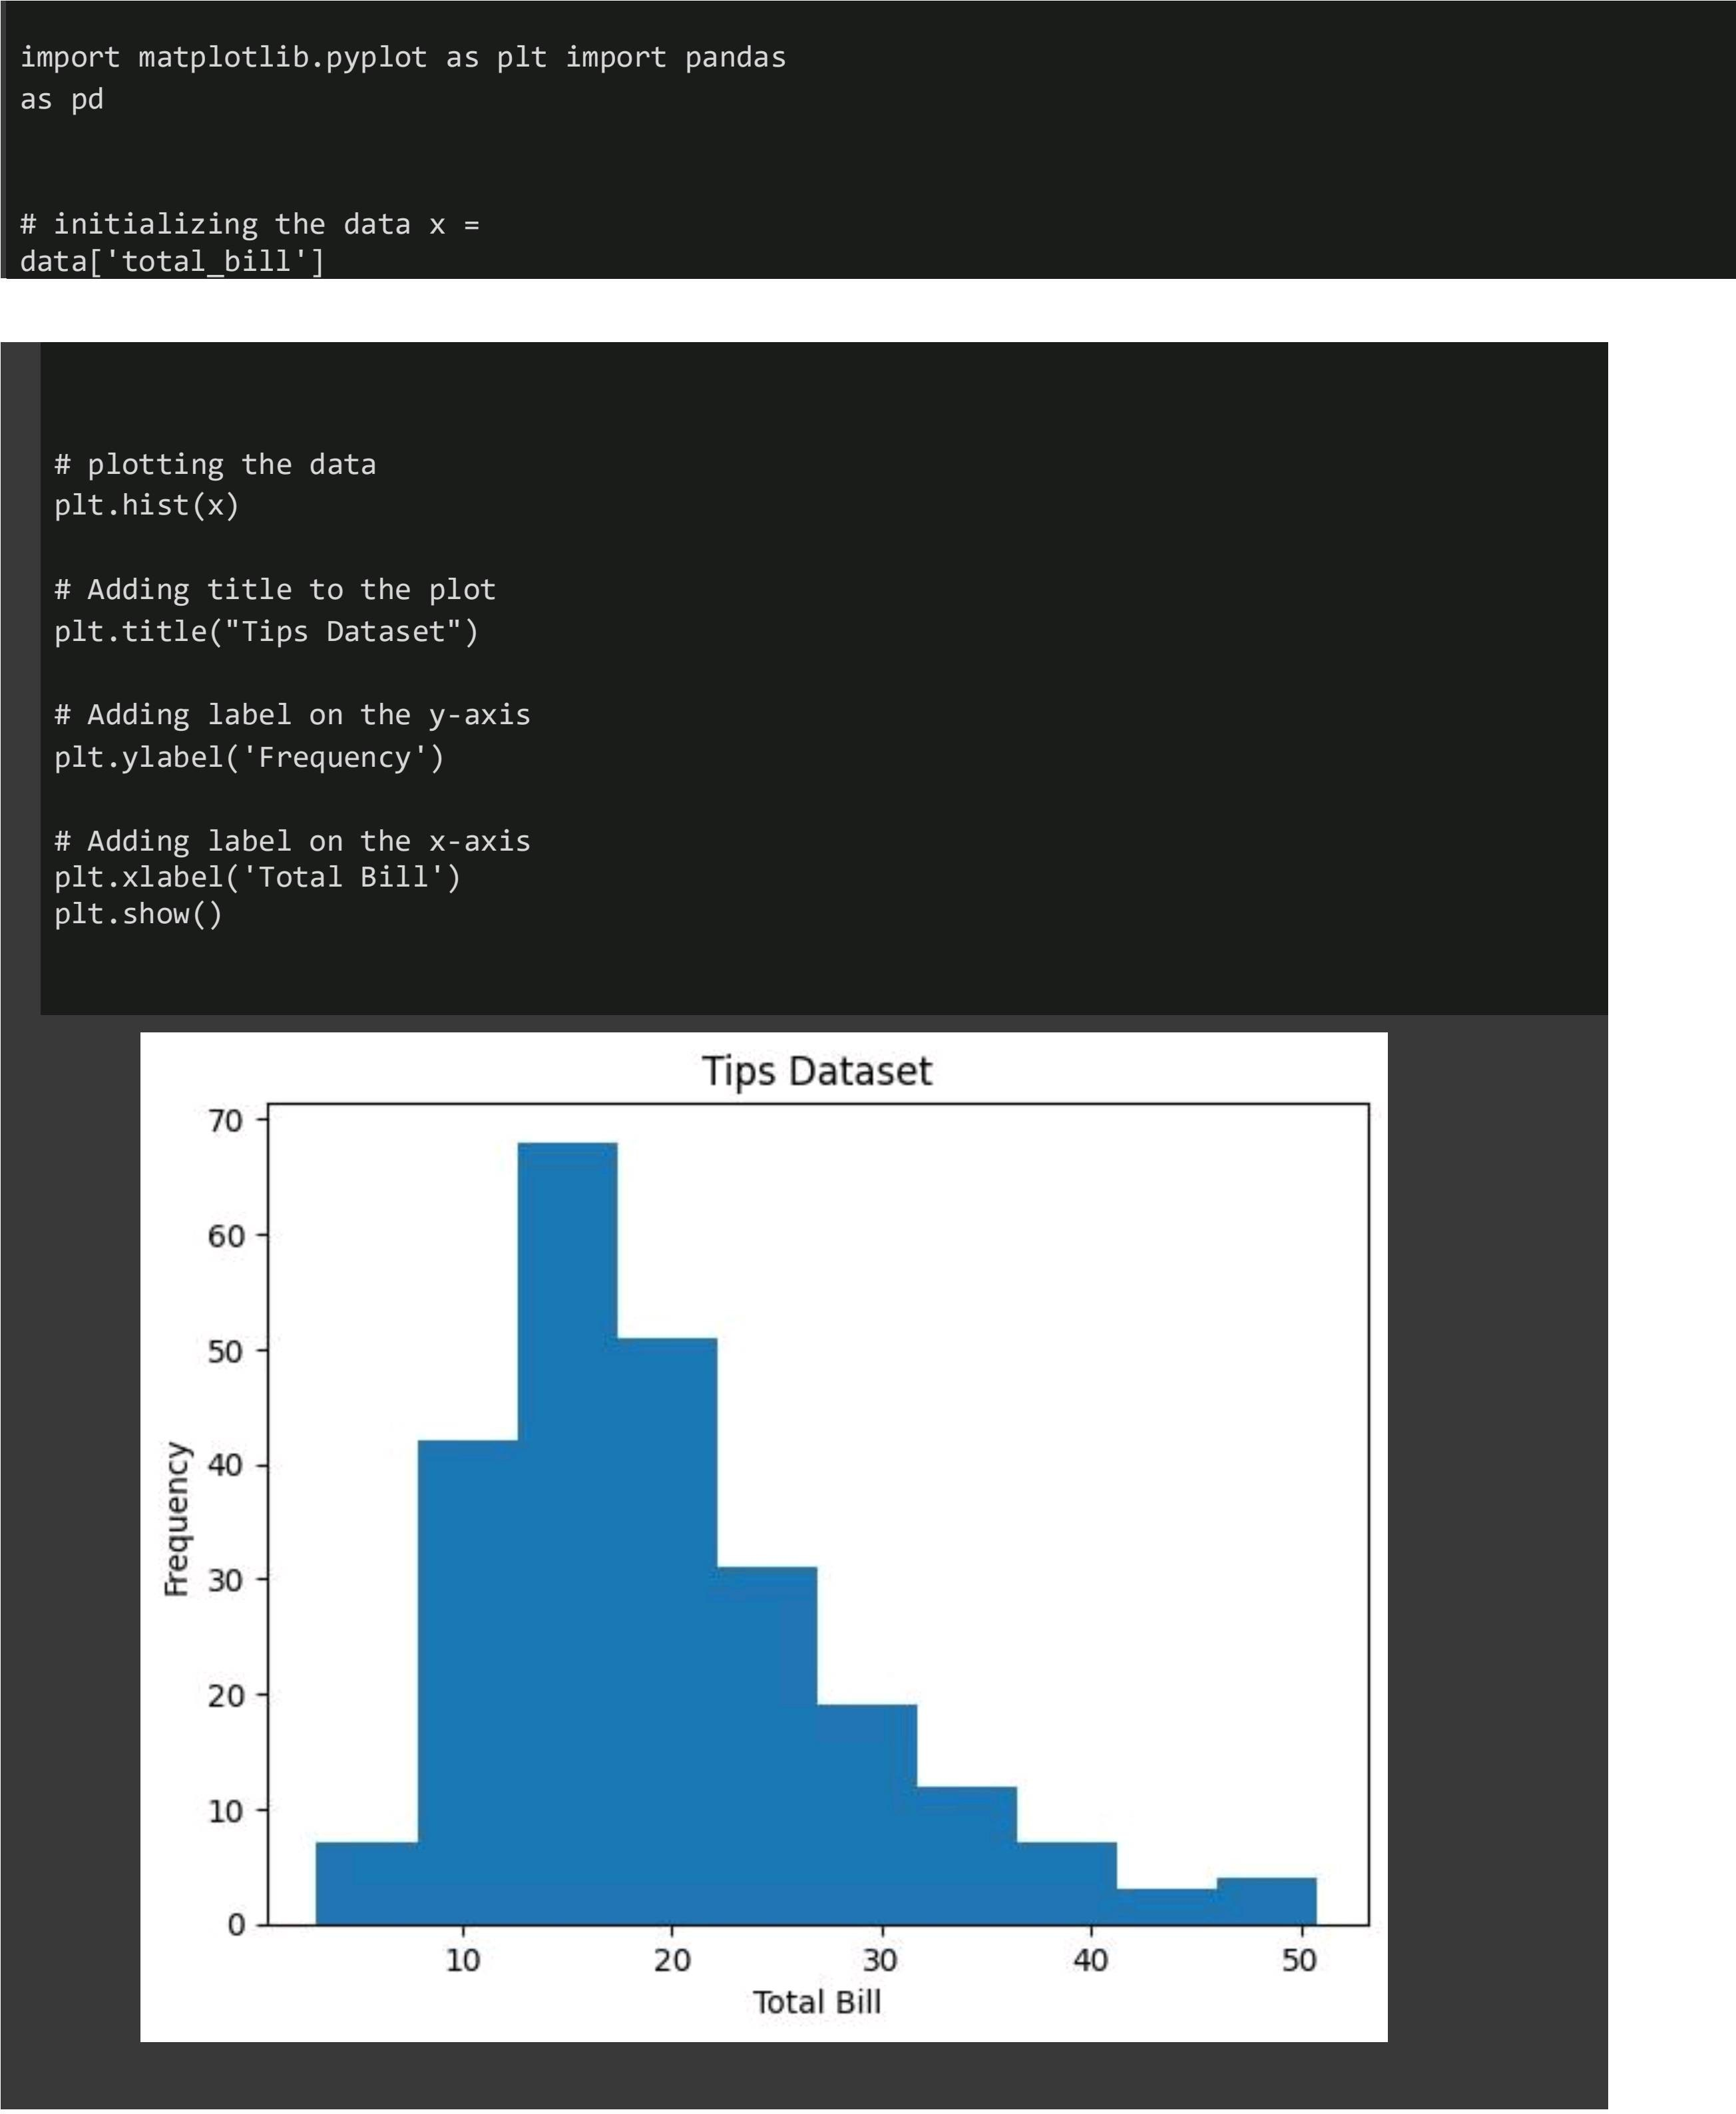 import matplotlib.pyplot as plt import pandas
as pd
# initializing the data x =
data['total_bill']
# plotting the data
plt.hist(x)
# Adding title to the plot
plt.title("Tips Dataset")
# Adding label on the y-axis
plt.ylabel('Frequency')
# Adding label on the x-axis
plt.xlabel('Total Bill')
plt.show()
Tips Dataset
70
60
50
40
30
20
10
0
Frequency
10 20 30 40 50
Total Bill